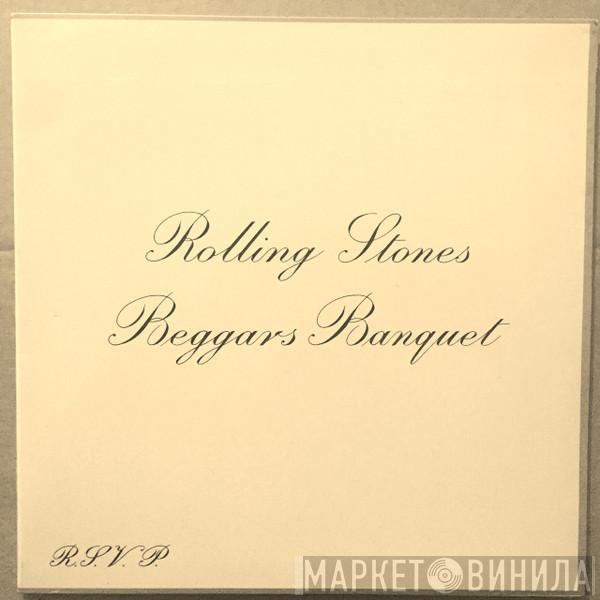 Rolling Stones
Beggars Banquet
R.S.V.P.
МАРКЕТ ВИНИЛА